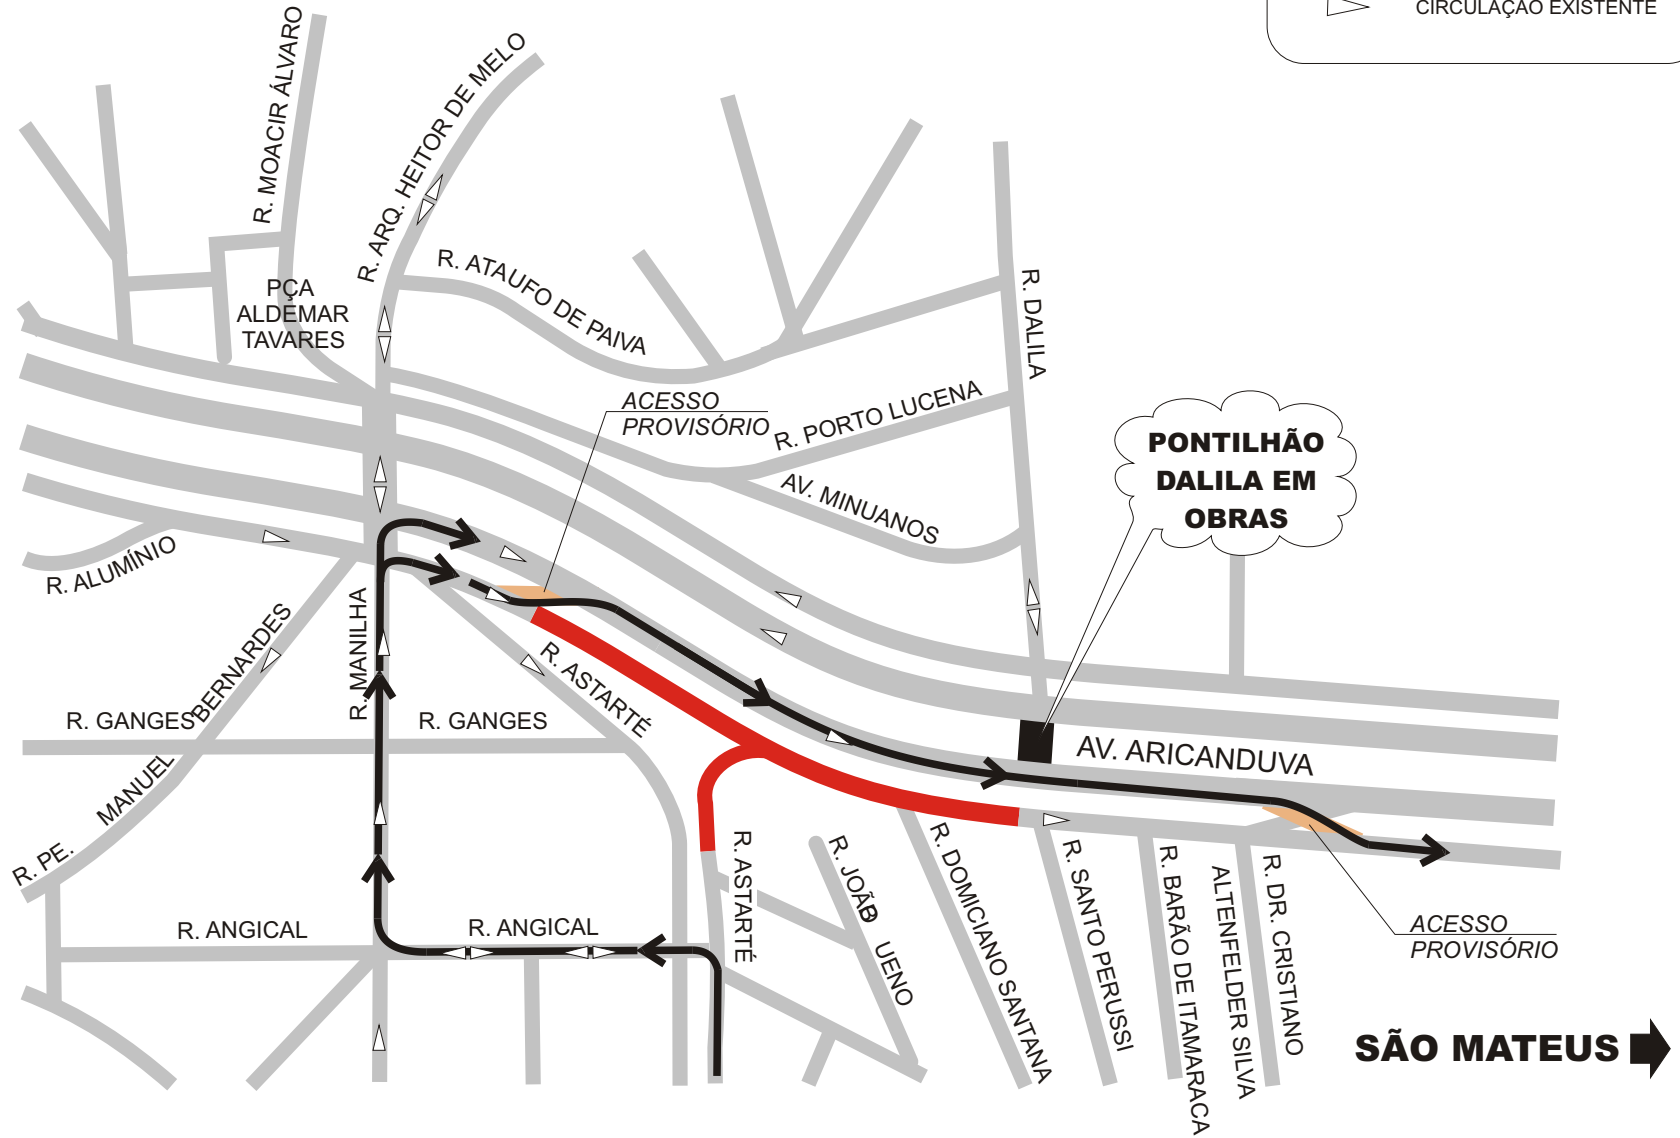 CIRCULAÇÃO EXISTENTE
R. MOACIR ÁLVARO
R. ARQ. HEITOR DE MELO
R. ATAUFO DE PAIVA
PÇA
ALDEMAR
TAVARES
R. DALILA
ACESSO
PROVISÓRIO
R. PORTO LUCENA
AV. MINUANOS
PONTILHÃO
DALILA EM
OBRAS
R. ALUMÍNIO
R. MANILHA
R. PE. MANUEL BERNARDES
R. ASTARTÉ
R. GANGES
R. GANGES
AV. ARICANDUVA
R. ANGICAL
R. ANGICAL
R. ASTARTÉ
R. JOÃO UENO
R. DOMICIANO SANTANA
R. SANTO PERUSSI
R. BARÃO DE ITAMARACA
R. DR. CRISTIANO
ALTENFELDER SILVA
ACESSO
PROVISÓRIO
SÃO MATEUS